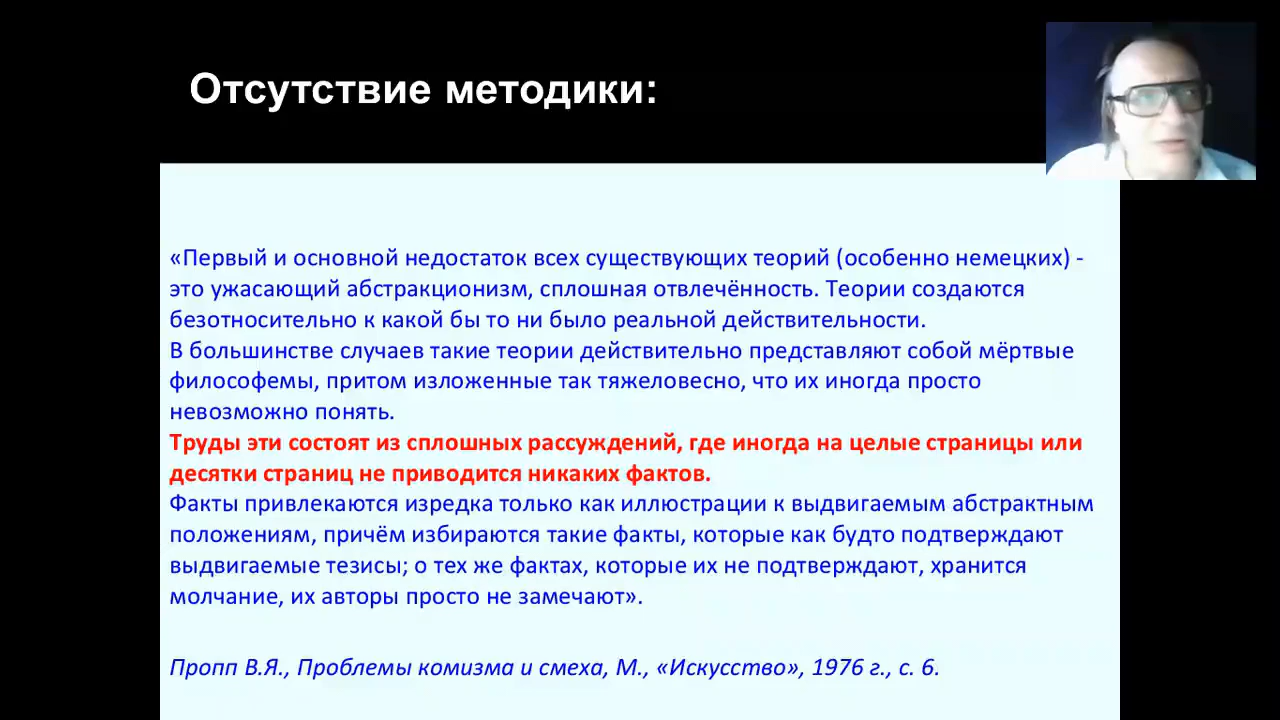 Отсутствие методики:
«Первый и основной недостаток всех существующих теорий (особенно немецких) -
это ужасающий абстракционизм, сплошная отвлечённость. Теории создаются
безотносительно к какой бы то ни было реальной действительности.
В большинстве случаев такие теории действительно представляют собой мёртвые
философемы, притом изложенные так тяжеловесно, что их иногда просто
невозможно понять.
Труды эти состоят из сплошных рассуждений, где иногда на целые страницы или
десятки страниц не приводится никаких фактов.
Факты привлекаются изредка только как иллюстрации к выдвигаемым абстрактным
положениям, причём избираются такие факты, которые как будто подтверждают
выдвигаемые тезисы; о тех же фактах, которые их не подтверждают, хранится
молчание, их авторы просто не замечают».
Пропп В.Я., Проблемы комизма и смеха, М., «Искусство», 1976 г., с. 6.